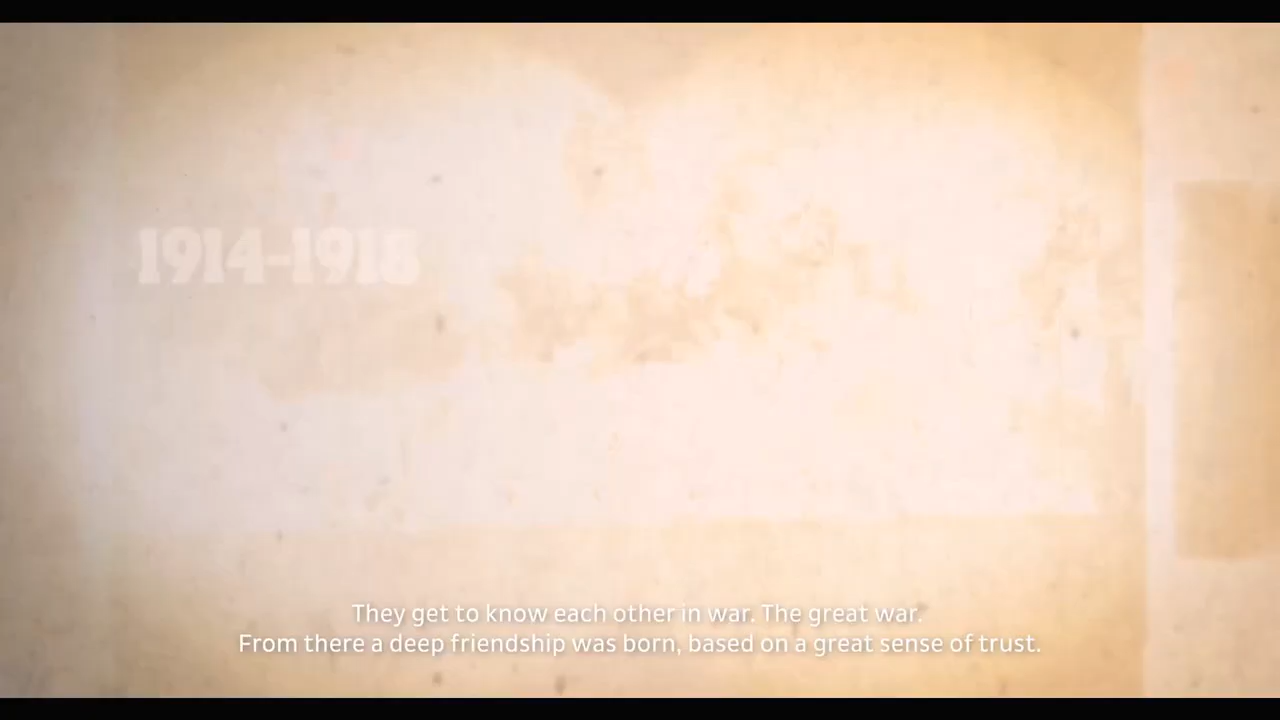 1914-1918
They get to know each other in war. The great war.
From there a deep friendship was born, based on a great sense of trust.